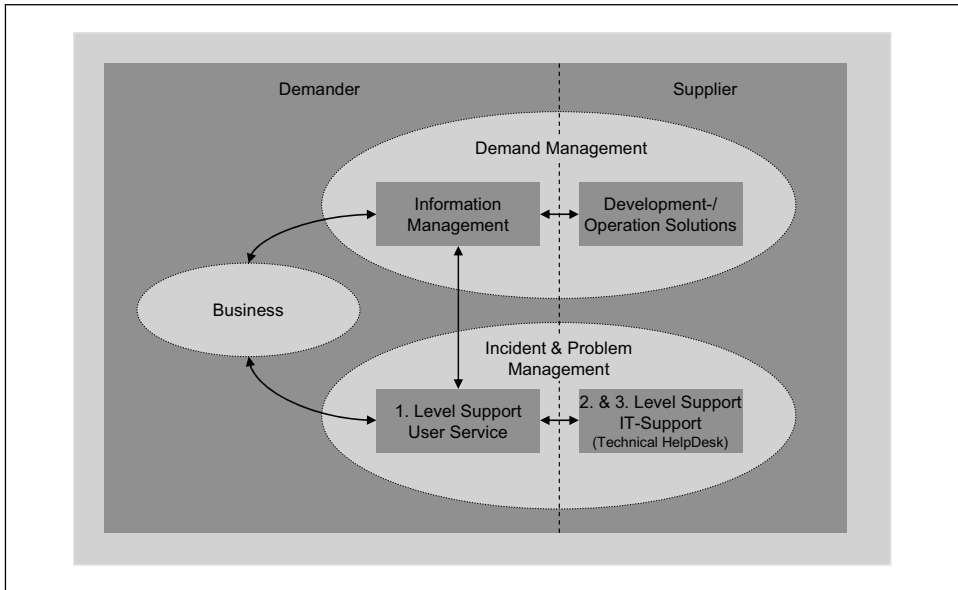 Demander
Supplier
Demand Management
Information
Management
Development-/
Operation Solutions
Business
Incident & Problem
Management
1. Level Support
User Service
2. & 3. Level Support
IT-Support
(Technical HelpDesk)